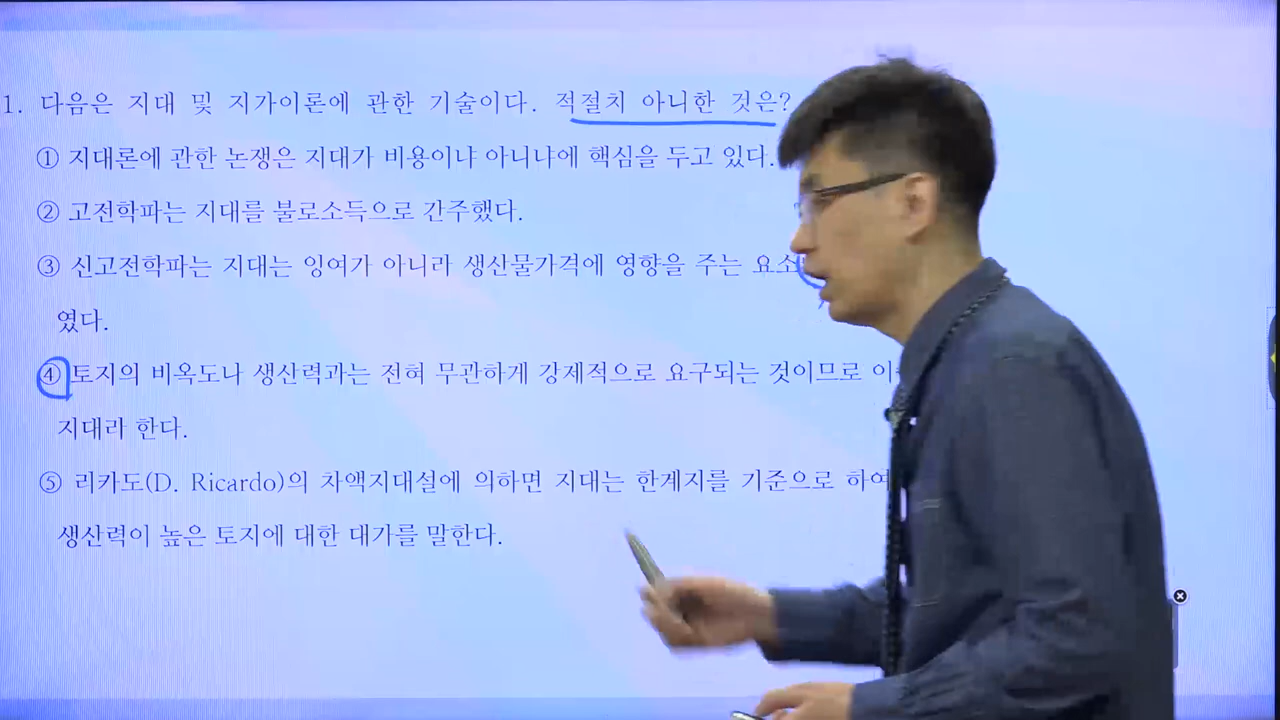 1. 다음은 지대 및 지가이론에 관한 기술이다. 적절치 아니한 것은?
① 지대론에 관한 논쟁은 지대가 비용이냐 아니냐에 핵심을 두고 있다.
② 고전학파는 지대를 불로소득으로 간주했다.
③ 신고전학파는 지대는 잉여가 아니라 생산물가격에 영향을 주는
였다.
④ 토지의 비옥도나 생산력과는 전혀 무관하게 강제적으로 요구되는 것이므로
지대라 한다.
⑤ 리카도(D. Ricardo)의 차액지대설에 의하면 지대는 한계지를 기준으로 하여
생산력이 높은 토지에 대한 대가를 말한다.